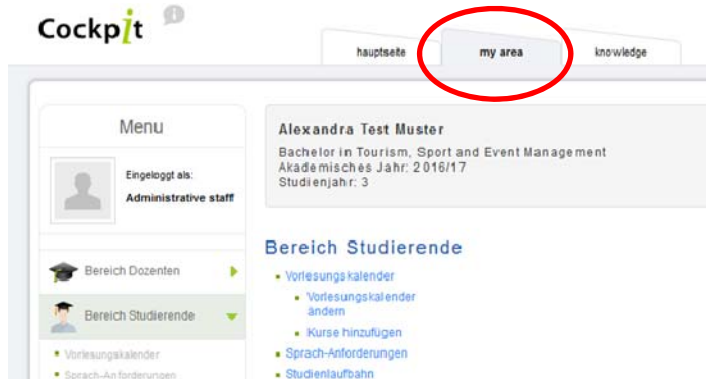 Cockpit
hauptseite
my area
knowledge
Menu
Eingeloggt als:
Administrative staff
Bereich Dozenten
Bereich Studierende
Vorlesungskalender
Sprach-Anforderungen
Alexandra Test Muster
Bachelor in Tourism, Sport and Event Management
Akademisches Jahr: 2016/17
Studienjahr: 3
Bereich Studierende
Vorlesungskalender
Vorlesungskalender
ändern
Kurse hinzufügen
Sprach-Anforderungen
Studienlaufbahn